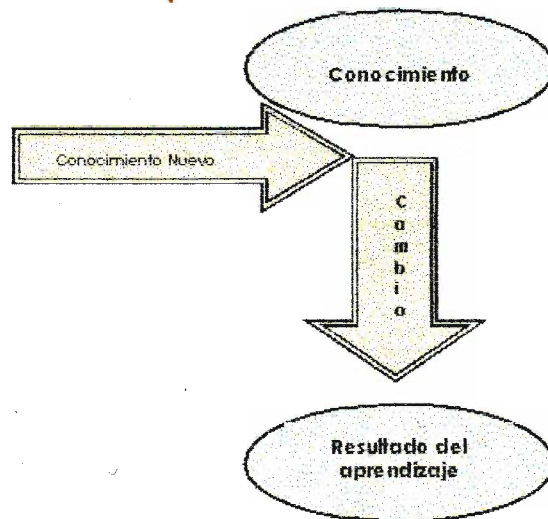 Conocimiento
Conocimiento Nuevo
C
a
m
b
i
o
Resultado del
aprendizaje